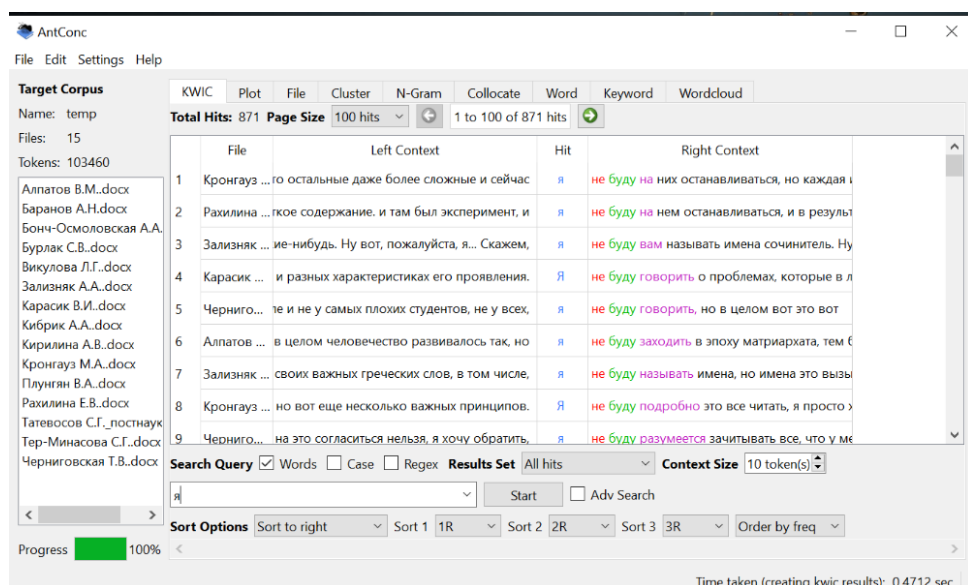 AntConc
File Edit Settings Help
Target Corpus
Name: temp
Files: 15
Tokens: 103460
Алпатов В.М..docx
Баранов А.Н.docx
Бонч-Осмоловская А.А.
Бурлак С.В..docx
Викулова Л.Г..docx
Зализняк А.А..docx
Карасик В.И..docx
Кибрик А.А..docx
Кирилина А.В..docx
Кронгауз М.А..docx
Плунгян В.А..docx
Рахилина Е.В..docx
Татевосов С.Г._постнаук
Тер-Минасова С.Г..docx
Черниговская Т.В..docx
Progress 100%
KWIC Plot File Cluster N-Gram Collocate Word Keyword Wordcloud
Total Hits: 871 Page Size 100 hits 1 to 100 of 871 hits
File Left Context Hit Right Context
1 Кронгауз ... остальные даже более сложные и сейчас я не буду на них останавливаться, но каждая
2 Рахилина ... содержание. и там был эксперимент, и я не буду на нем останавливаться, и в резуль
3 Зализняк ... ие-нибудь. Ну вот, пожалуйста, я... Скажем, я не буду вам называть имена сочинитель. Ну
4 Карасик ... и разных характеристиках его проявления. Я не буду говорить о проблемах, которые в л
5 Черниго... и не у самых плохих студентов, не у всех, я не буду говорить, но в целом вот это вот
6 Алпатов ... в целом человечество развивалось так, но я не буду заходить в эпоху матриархата, тем
7 Зализняк ... своих важных греческих слов, в том числе, я не буду называть имена, но имена это вызы
8 Кронгауз ... но вот еще несколько важных принципов. Я не буду подробно это все читать, я просто
9 Черниго... на это согласиться нельзя, я хочу обратить, я не буду разумеется зачитывать все, что у ме
Search Query Words Case Regex Results Set All hits Context Size 10 token(s)
я Start Adv Search
Sort Options Sort to right Sort 1 1R Sort 2 2R Sort 3 3R Order by freq
Time taken (creating kwic results): 0.4712 sec